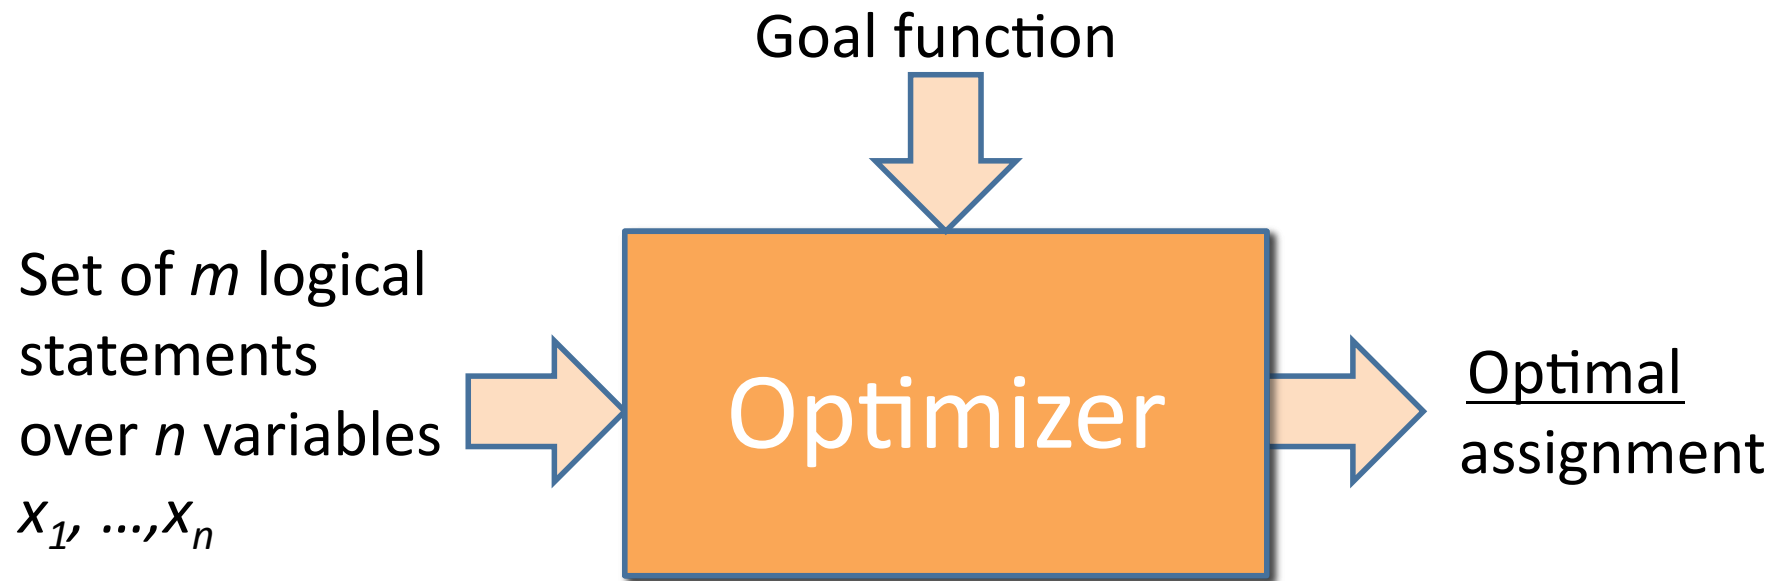 Goal function
Set of m logical
statements
over n variables
x1, ...,xn
Optimizer
Optimal
assignment